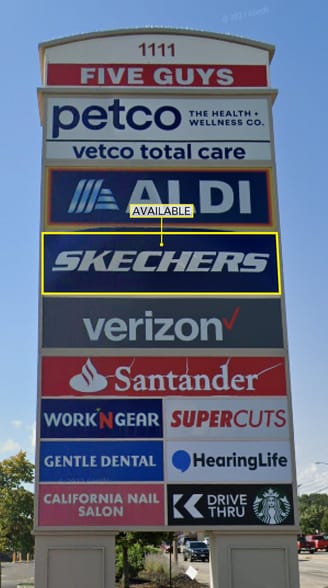 1111
FIVE GUYS
petco THE HEALTH +
WELLNESS CO.
vetco total care
ALDI
AVAILABLE
SKECHERS
verizon
Santander
WORK'N GEAR SUPERCUTS
GENTLE DENTAL HearingLife
CALIFORNIA NAIL
SALON
DRIVE
THRU